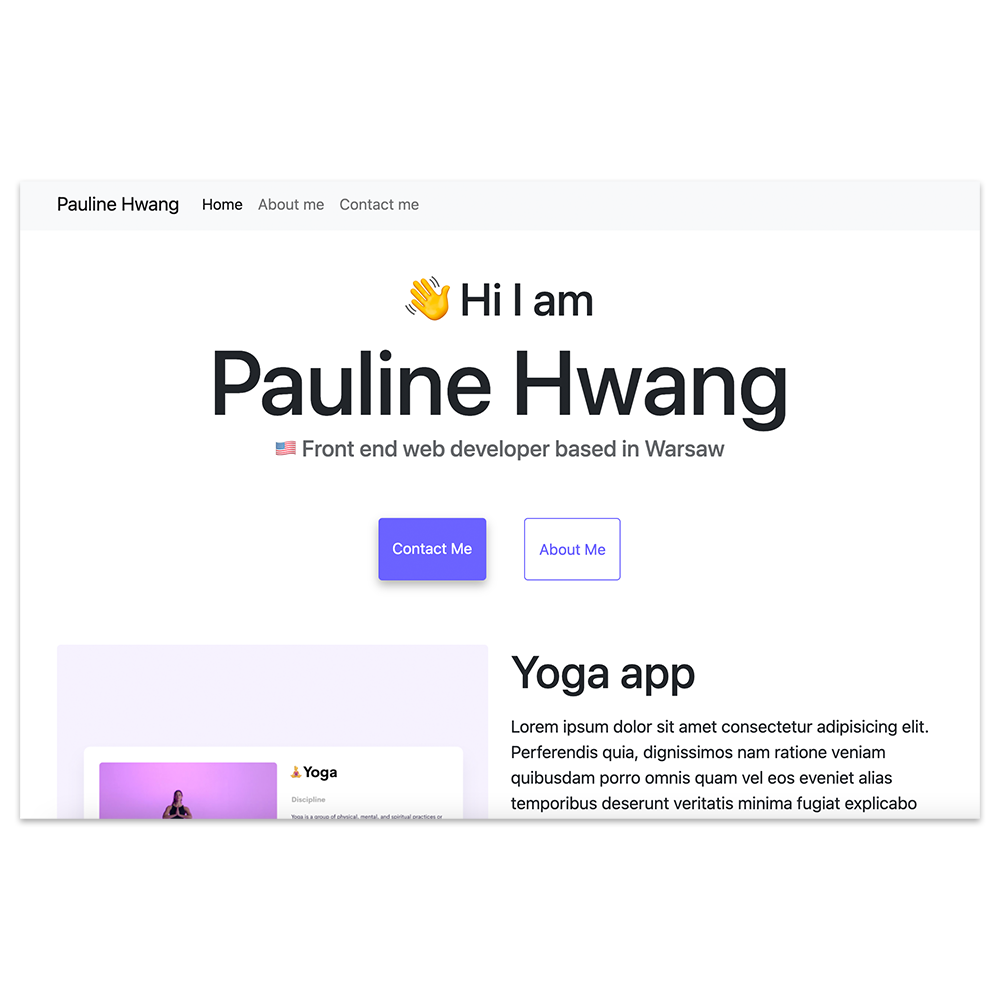 Pauline Hwang Home About me Contact me
👋 Hi I am
Pauline Hwang
🇺🇸 Front end web developer based in Warsaw
Contact Me About Me
Yoga app
Lorem ipsum dolor sit amet consectetur adipisicing elit.
Perferendis quia, dignissimos nam ratione veniam
quibusdam porro omnis quam vel eos eveniet alias
temporibus deserunt veritatis minima fugiat explicabo
🧘Yoga
Discipline
Yoga is a group of physical, mental, and spiritual practices or